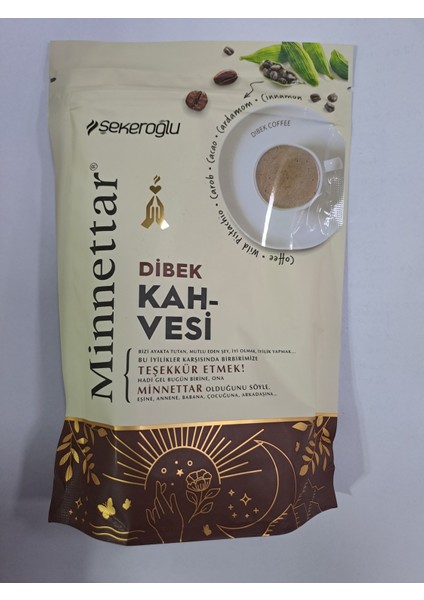 şekeroğlu
Minnettar®
Coffee • Wild Pistachio • Carob • Cacao • Cardamom • Cinnamon
DIBEK COFFEE
DİBEK
KAH-
VESİ
BİZİ AYAKTA TUTAN, MUTLU EDEN ŞEY, İYİ OLMAK, İYİLİK YAPMAK...
BU İYİLİKLER KARŞISINDA BİRBİRİMİZE
TEŞEKKÜR ETMEK!
HADİ GEL BUGÜN BİRİNE, ONA
MİNNETTAR OLDUĞUNU SÖYLE,
EŞİNE, ANNENE, BABANA, ÇOCUĞUNA, ARKADAŞINA...